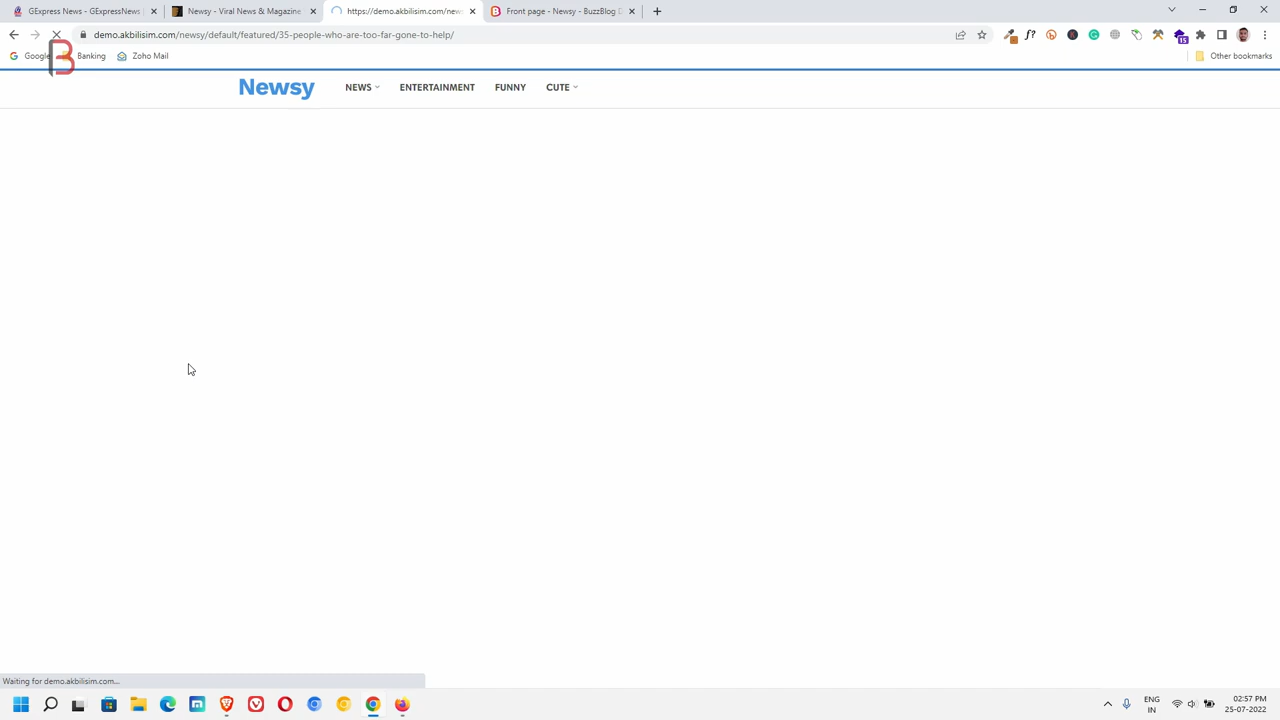 GExpress News - GExpressNews
Newsy - Viral News & Magazine
https://demo.akbilisim.com/new
Front page - Newsy - BuzzBlog D
demo.akbilisim.com/newsy/default/featured/35-people-who-are-too-far-gone-to-help/
f?
15
Google
Banking
Zoho Mail
Other bookmarks
B
Newsy
NEWS
ENTERTAINMENT
FUNNY
CUTE
Waiting for demo.akbilisim.com...
ENG
IN
02:57 PM
25-07-2022